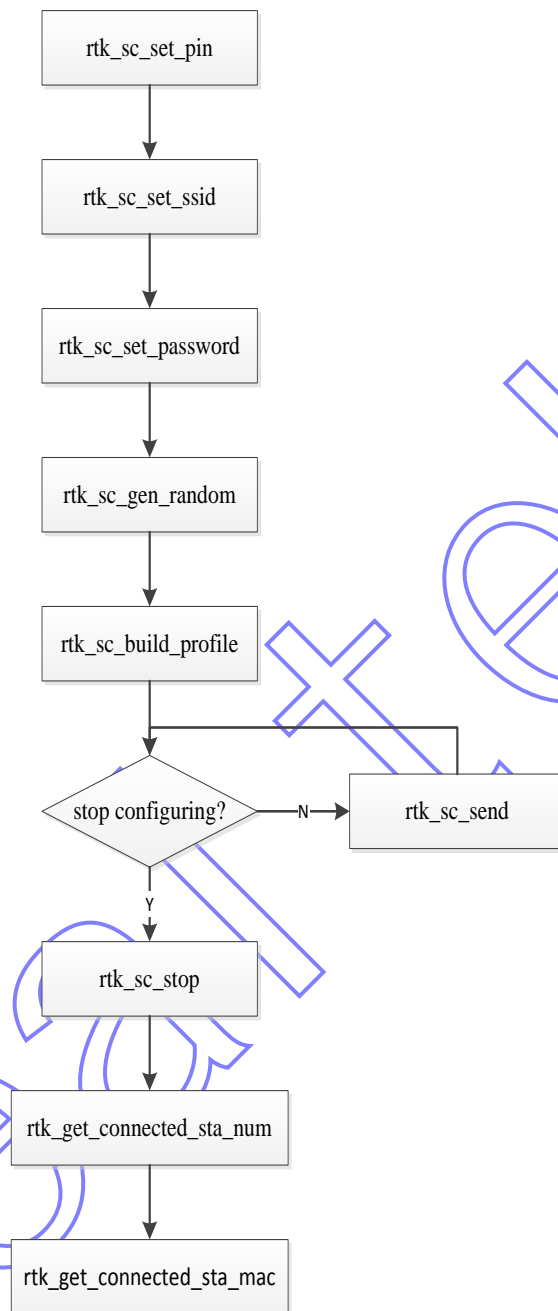 rtk_sc_set_pin
rtk_sc_set_ssid
rtk_sc_set_password
rtk_sc_gen_random
rtk_sc_build_profile
stop configuring?
N
rtk_sc_send
Y
rtk_sc_stop
rtk_get_connected_sta_num
rtk_get_connected_sta_mac